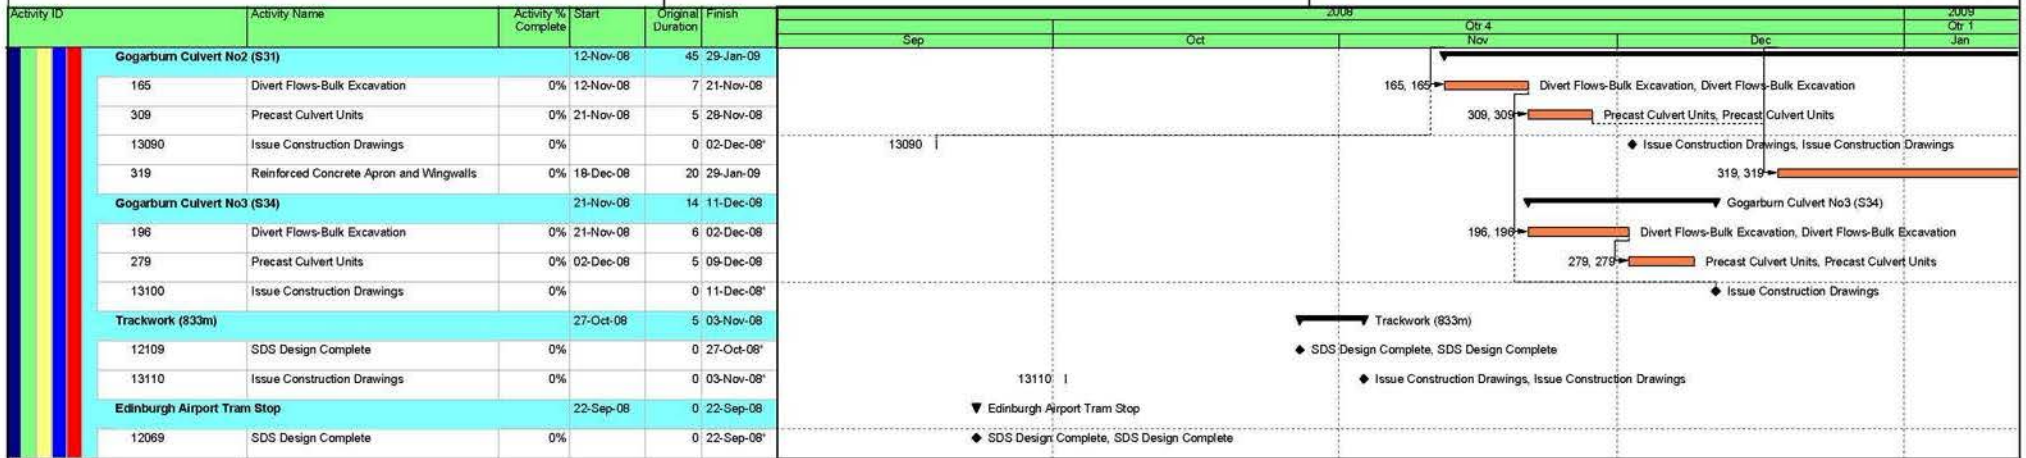 Activity ID Activity Name Activity % Complete Start Original Duration Finish
2008 2009
Qtr 4 Qtr 1
Sep Oct Nov Dec Jan
Gogarburn Culvert No2 (S31) 12-Nov-08 45 29-Jan-09
165 Divert Flows-Bulk Excavation 0% 12-Nov-08 7 21-Nov-08 165, 165 Divert Flows-Bulk Excavation, Divert Flows-Bulk Excavation
309 Precast Culvert Units 0% 21-Nov-08 5 28-Nov-08 309, 309 Precast Culvert Units, Precast Culvert Units
13090 Issue Construction Drawings 0% 0 02-Dec-08* 13090 Issue Construction Drawings, Issue Construction Drawings
319 Reinforced Concrete Apron and Wingwalls 0% 18-Dec-08 20 29-Jan-09 319, 319
Gogarburn Culvert No3 (S34) 21-Nov-08 14 11-Dec-08 Gogarburn Culvert No3 (S34)
196 Divert Flows-Bulk Excavation 0% 21-Nov-08 6 02-Dec-08 196, 196 Divert Flows-Bulk Excavation, Divert Flows-Bulk Excavation
279 Precast Culvert Units 0% 02-Dec-08 5 09-Dec-08 279, 279 Precast Culvert Units, Precast Culvert Units
13100 Issue Construction Drawings 0% 0 11-Dec-08* Issue Construction Drawings
Trackwork (833m) 27-Oct-08 5 03-Nov-08 Trackwork (833m)
12109 SDS Design Complete 0% 0 27-Oct-08* SDS Design Complete, SDS Design Complete
13110 Issue Construction Drawings 0% 0 03-Nov-08* 13110 Issue Construction Drawings, Issue Construction Drawings
Edinburgh Airport Tram Stop 22-Sep-08 0 22-Sep-08 Edinburgh Airport Tram Stop
12069 SDS Design Complete 0% 0 22-Sep-08* SDS Design Complete, SDS Design Complete